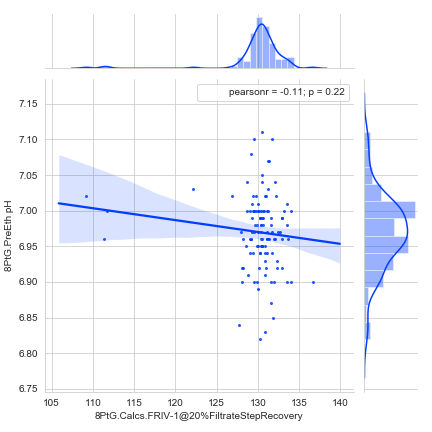 pearsonr = -0.11; p = 0.22
7.15
7.10
7.05
7.00
6.95
6.90
6.85
6.80
6.75
8PtG.PreEth pH
105 110 115 120 125 130 135 140
8PtG.Calcs.FRIV-1@20%FiltrateStepRecovery